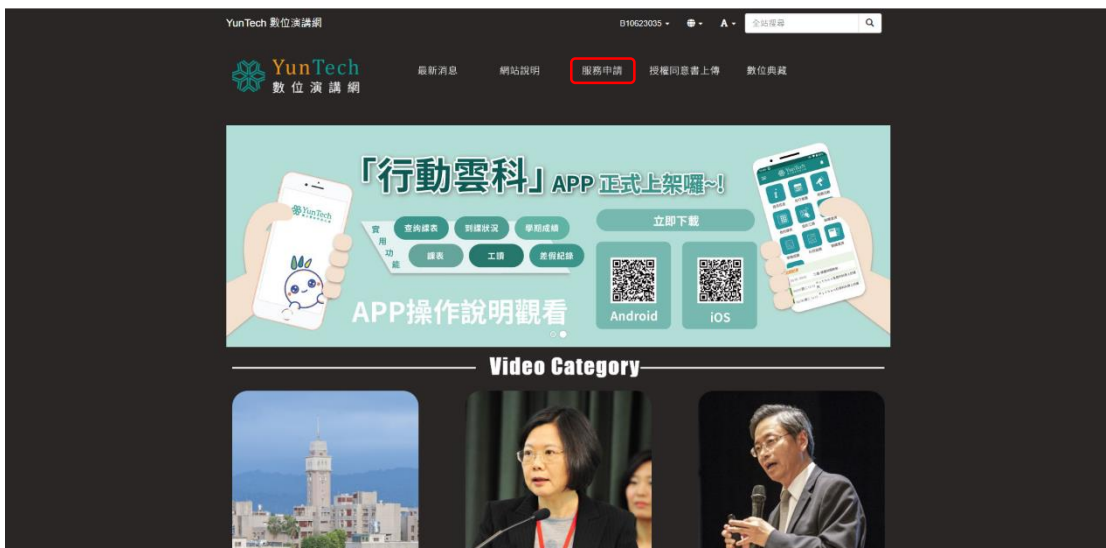 YunTech 數位演講網
B10623035
A
全站搜尋
YunTech
數位演講網
最新消息
網站說明
服務申請
授權同意書上傳
數位典藏
「行動雲科」APP 正式上架囉~!
YunTech
實用功能
查詢課表
到課狀況
學期成績
課表
工讀
差假紀錄
立即下載
Android
iOS
APP操作說明觀看
Video Category